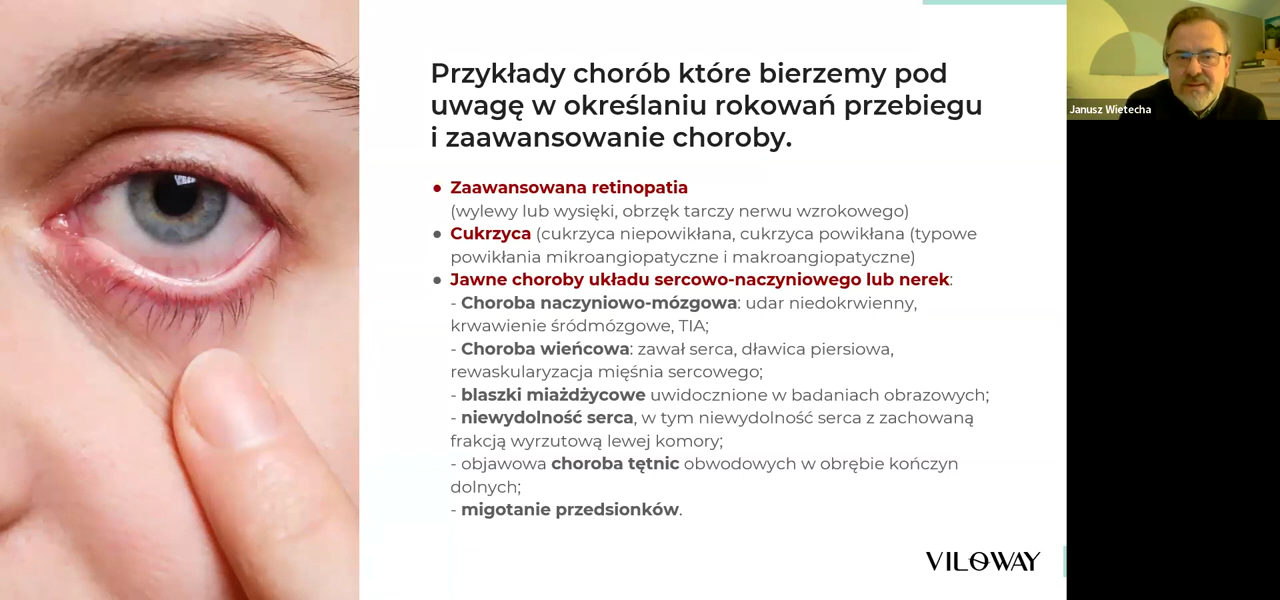 Przykłady chorób które bierzemy pod
uwagę w określaniu rokowań przebiegu
i zaawansowanie choroby.
• Zaawansowana retinopatia
(wylewy lub wysięki, obrzęk tarczy nerwu wzrokowego)
• Cukrzyca (cukrzyca niepowikłana, cukrzyca powikłana (typowe
powikłania mikroangiopatyczne i makroangiopatyczne)
• Jawne choroby układu sercowo-naczyniowego lub nerek:
- Choroba naczyniowo-mózgowa: udar niedokrwienny,
krwawienie śródmózgowe, TIA;
- Choroba wieńcowa: zawał serca, dławica piersiowa,
rewaskularyzacja mięśnia sercowego;
- blaszki miażdżycowe uwidocznione w badaniach obrazowych;
- niewydolność serca, w tym niewydolność serca z zachowaną
frakcją wyrzutową lewej komory;
- objawowa choroba tętnic obwodowych w obrębie kończyn
dolnych;
- migotanie przedsionków.
VILOWAY
Janusz Wietecha